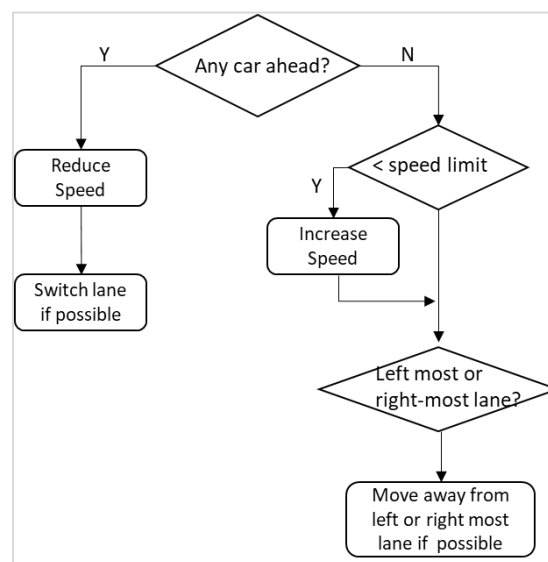 Any car ahead?
Y
N
Reduce
Speed
< speed limit
Y
Increase
Speed
Switch lane
if possible
Left most or
right-most lane?
Move away from
left or right most
lane if possible